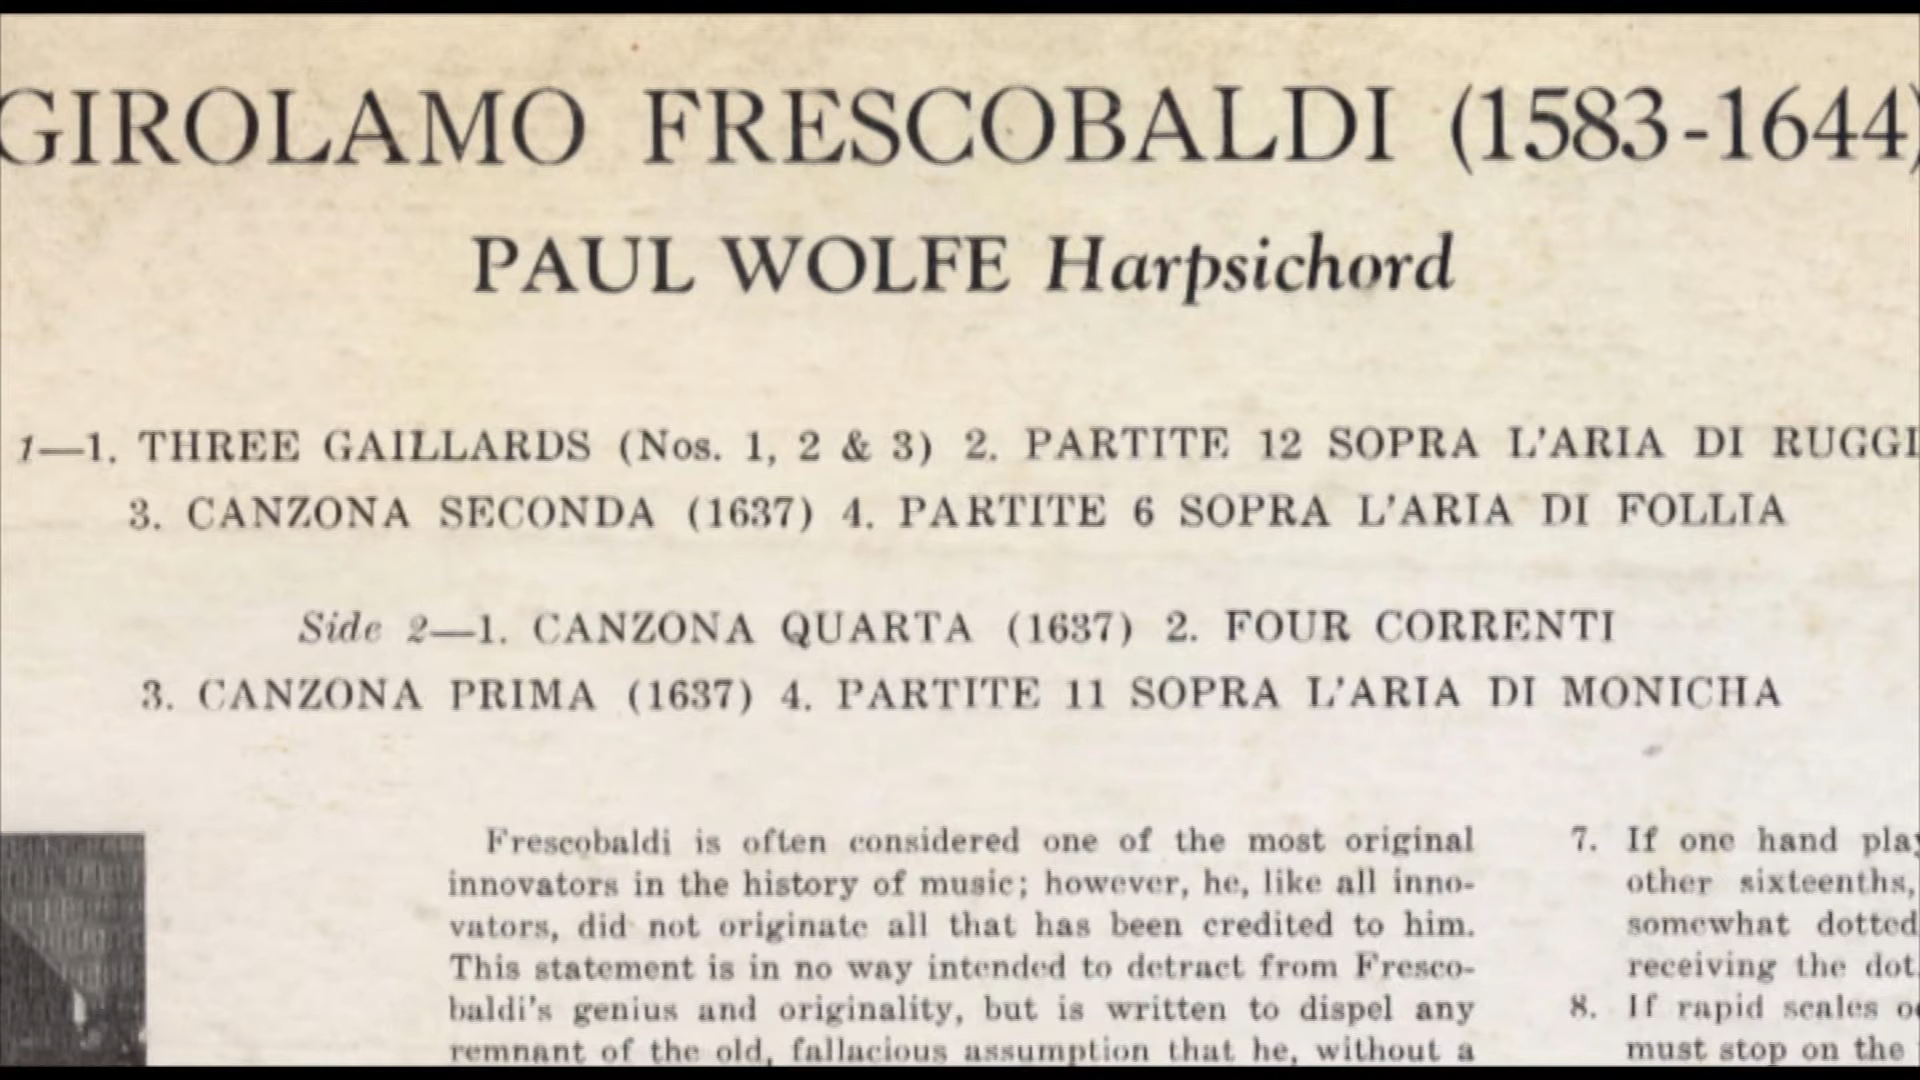 GIROLAMO FRESCOBALDI (1583-1644)
PAUL WOLFE Harpsichord
1—1. THREE GAILLARDS (Nos. 1, 2 & 3) 2. PARTITE 12 SOPRA L'ARIA DI RUGGI
3. CANZONA SECONDA (1637) 4. PARTITE 6 SOPRA L'ARIA DI FOLLIA
Side 2—1. CANZONA QUARTA (1637) 2. FOUR CORRENTI
3. CANZONA PRIMA (1637) 4. PARTITE 11 SOPRA L'ARIA DI MONICHA
Frescobaldi is often considered one of the most original
innovators in the history of music; however, he, like all inno-
vators, did not originate all that has been credited to him.
This statement is in no way intended to detract from Fresco-
baldi's genius and originality, but is written to dispel any
remnant of the old, fallacious assumption that he, without a
7. If one hand play
other sixteenths,
somewhat dotted
receiving the dot.
8. If rapid scales o
must stop on the